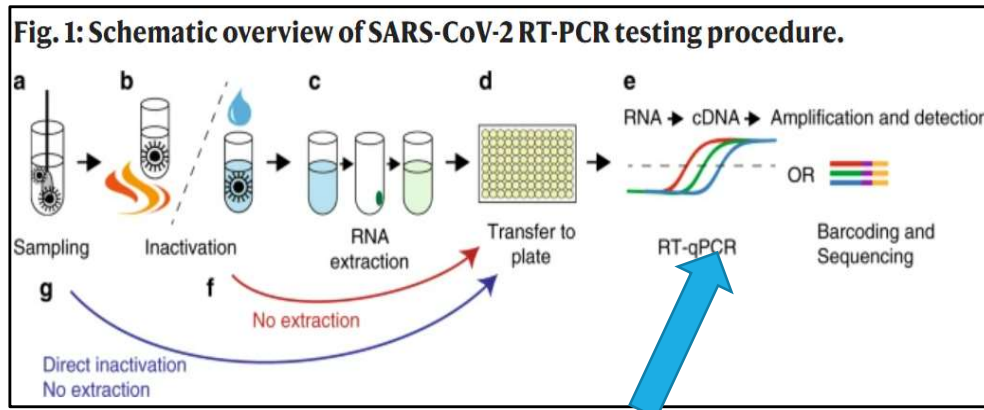 Fig. 1: Schematic overview of SARS-CoV-2 RT-PCR testing procedure.
a
b
c
d
e
RNA → cDNA → Amplification and detection
OR
Sampling
Inactivation
RNA
extraction
Transfer to
plate
RT-qPCR
Barcoding and
Sequencing
g
f
No extraction
Direct inactivation
No extraction